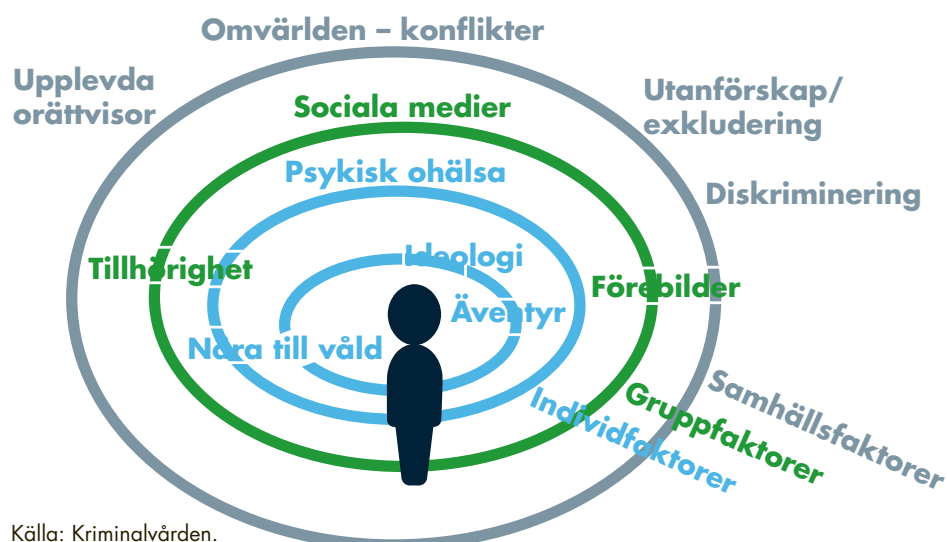 Omvärlden – konflikter
Upplevda
orättvisor
Sociala medier
Utanförskap/
exkludering
Psykisk ohälsa
Diskriminering
Ideologi
Tillhörighet
Förebilder
Äventyr
Nära till våld
Individfaktorer
Gruppfaktorer
Samhällsfaktorer
Källa: Kriminalvården.